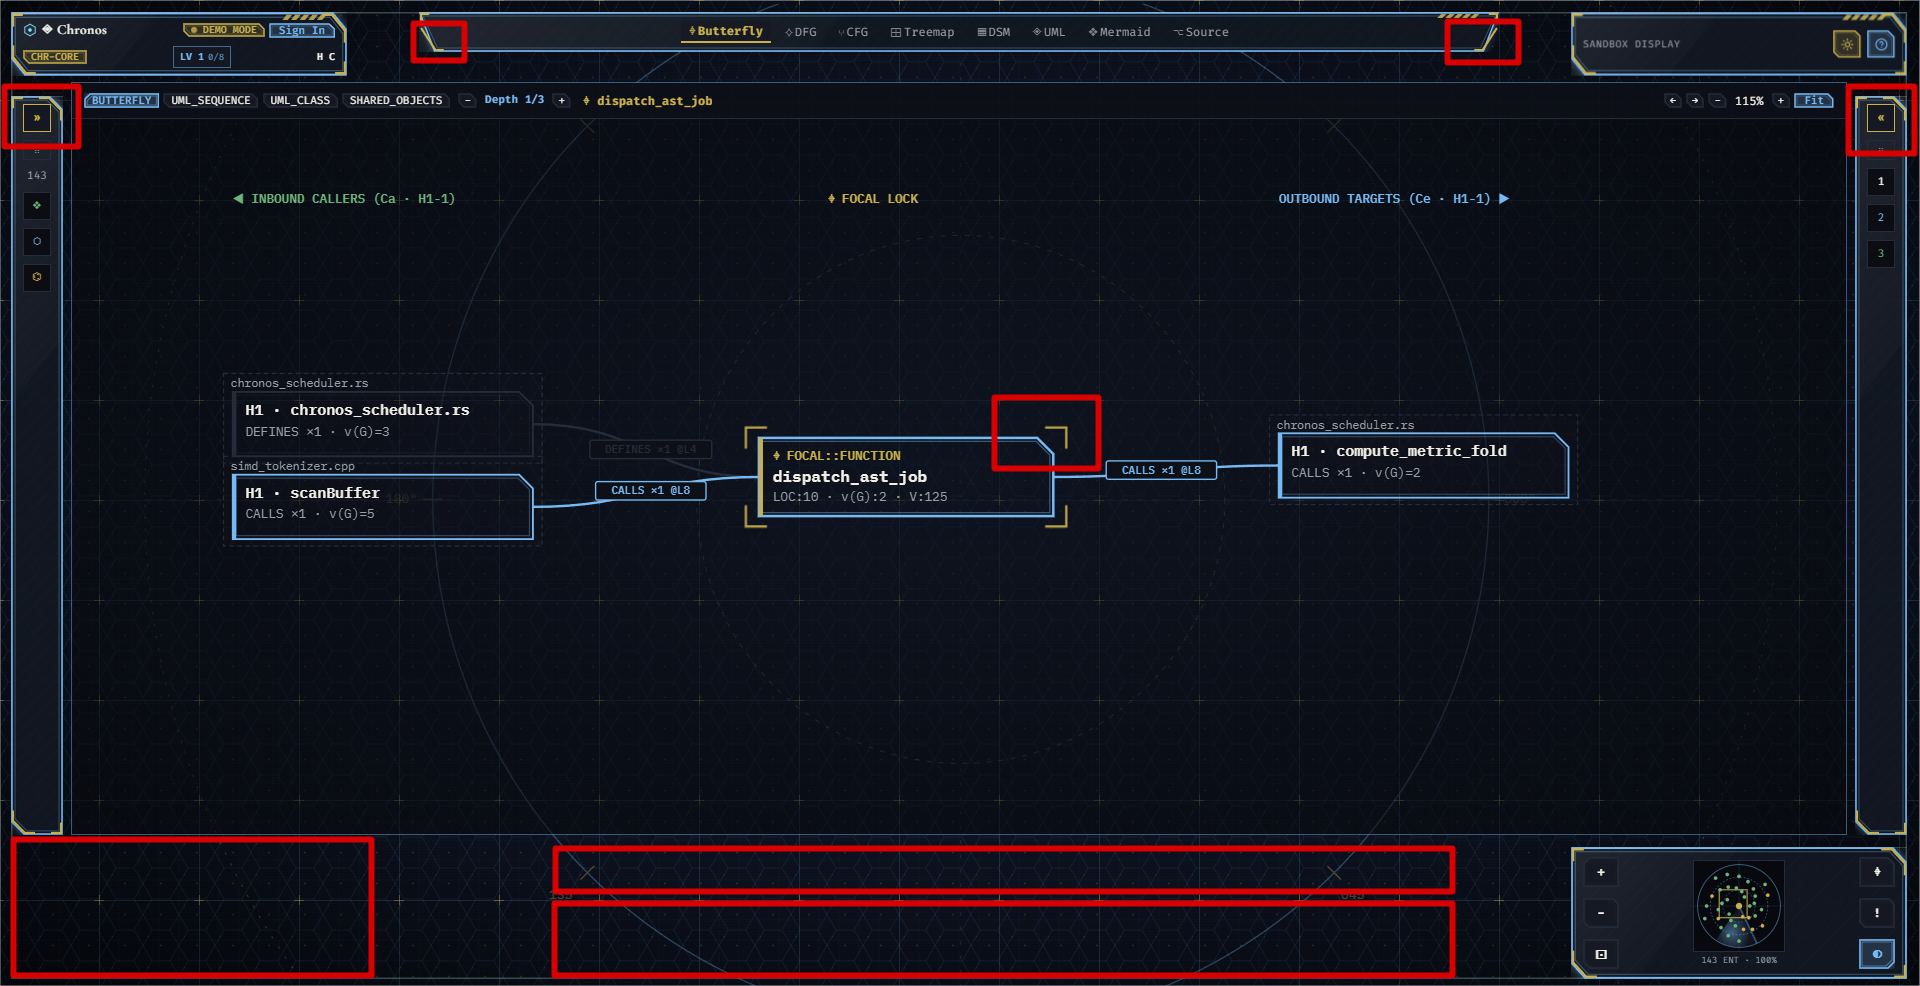 ❖ Chronos
DEMO MODE
Sign In
CHR-CORE
LV 1 0/8
H C
Butterfly
DFG
CFG
Treemap
DSM
UML
Mermaid
Source
SANDBOX DISPLAY
BUTTERFLY
UML_SEQUENCE
UML_CLASS
SHARED_OBJECTS
− Depth 1/3 +
dispatch_ast_job
← → − 115% + Fit
»
143
«
1
2
3
◀ INBOUND CALLERS (Ca · H1-1)
FOCAL LOCK
OUTBOUND TARGETS (Ce · H1-1) ▶
chronos_scheduler.rs
H1 · chronos_scheduler.rs
DEFINES ×1 · v(G)=3
DEFINES ×1 @L4
simd_tokenizer.cpp
H1 · scanBuffer
180°
CALLS ×1 · v(G)=5
CALLS ×1 @L8
FOCAL::FUNCTION
dispatch_ast_job
LOC:10 · v(G):2 · V:125
CALLS ×1 @L8
chronos_scheduler.rs
H1 · compute_metric_fold
CALLS ×1 · v(G)=2
+
−
!
143 ENT · 100%